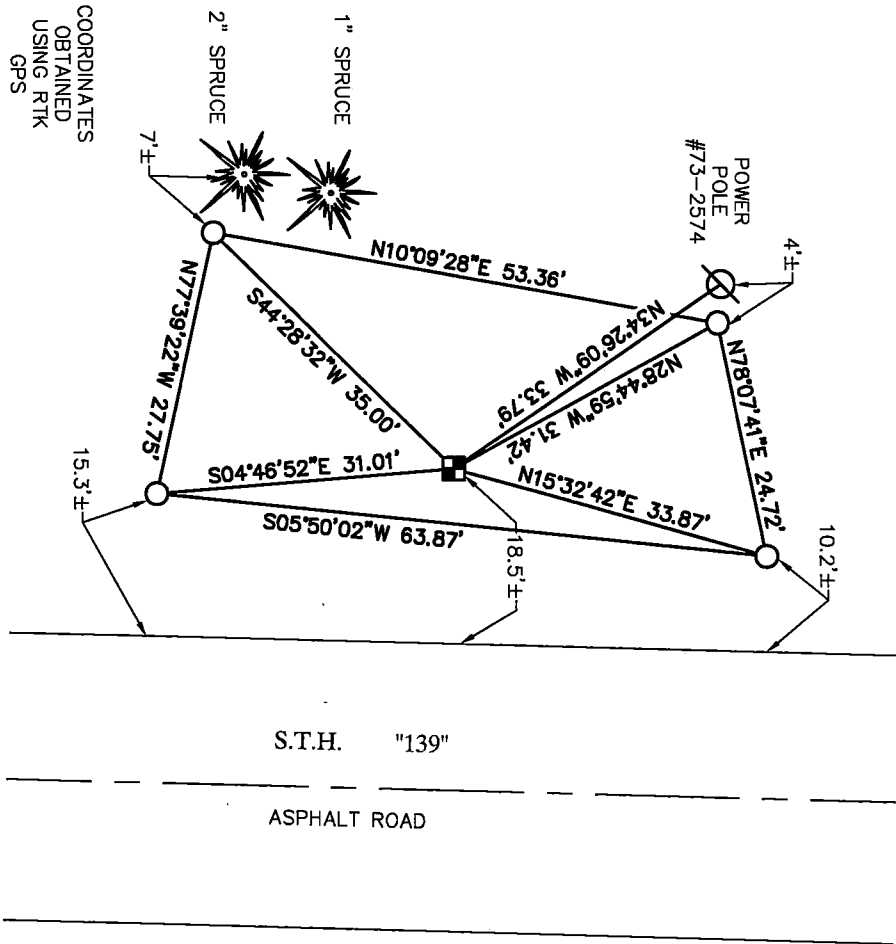 COORDINATES
OBTAINED
USING RTK
GPS
2" SPRUCE
1" SPRUCE
7'±
POWER
POLE
#73-2574
4'±
N10°09'28"E 53.36'
N34°26'09"W 33.79'
N28°44'59"W 31.42'
N78°07'41"E 24.72'
S44°28'32"W 35.00'
N77°39'22"W 27.75'
S04°46'52"E 31.01'
N15°32'42"E 33.87'
S05°50'02"W 63.87'
15.3'±
18.5'±
10.2'±
S.T.H. "139"
ASPHALT ROAD